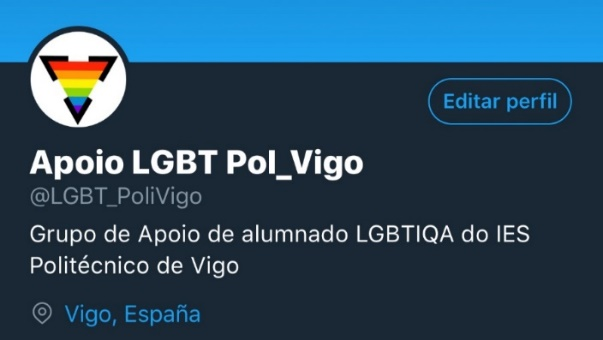 Editar perfil
Apoio LGBT Pol_Vigo
@LGBT_PoliVigo
Grupo de Apoio de alumnado LGBTIQA do IES
Politécnico de Vigo
Vigo, España